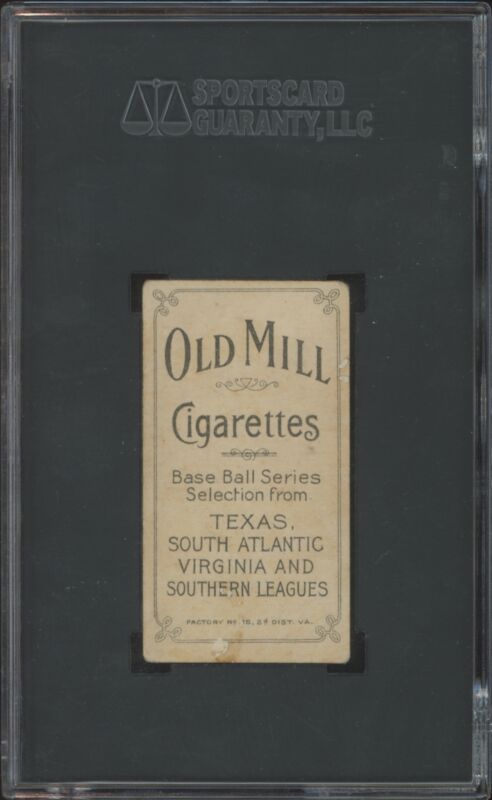 SPORTSCARD
GUARANTY, LLC
OLD MILL
Cigarettes
Base Ball Series
Selection from
TEXAS,
SOUTH ATLANTIC
VIRGINIA AND
SOUTHERN LEAGUES
FACTORY Nº 15, 2d DIST. VA.